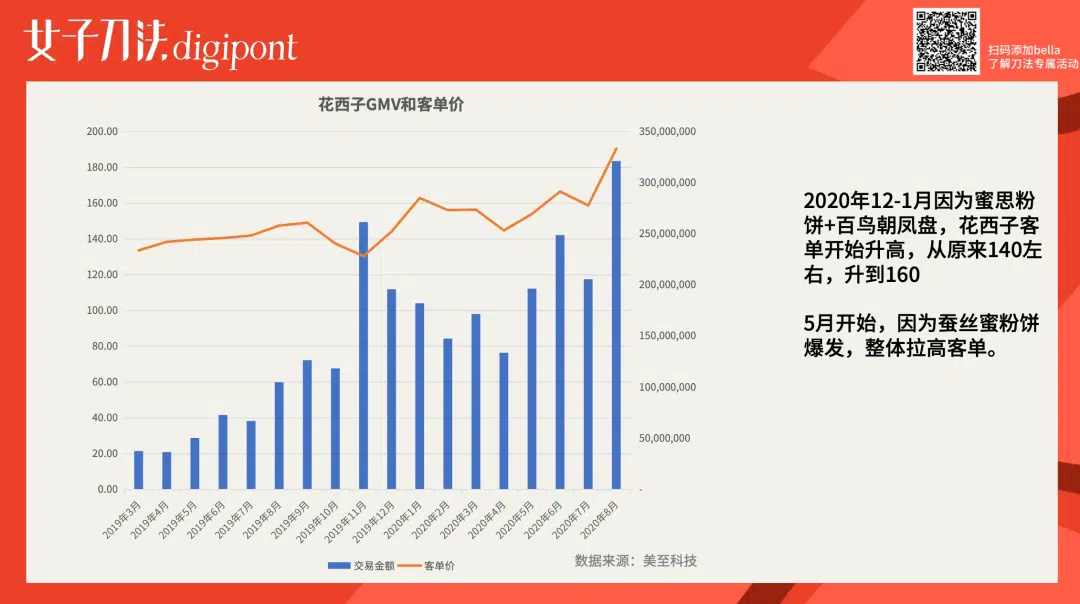 女子刀法.digipont
扫码添加bella
了解刀法专属活动
花西子GMV和客单价
200.00
180.00
160.00
140.00
120.00
100.00
80.00
60.00
40.00
20.00
0.00
350,000,000
300,000,000
250,000,000
200,000,000
150,000,000
100,000,000
50,000,000
-
2019年3月
2019年4月
2019年5月
2019年6月
2019年7月
2019年8月
2019年9月
2019年10月
2019年11月
2019年12月
2020年1月
2020年2月
2020年3月
2020年4月
2020年5月
2020年6月
2020年7月
2020年8月
交易金额 客单价
数据来源：美至科技
2020年12-1月因为蜜思粉
饼+百鸟朝凤盘，花西子客
单开始升高，从原来140左
右，升到160
5月开始，因为蚕丝蜜粉饼
爆发，整体拉高客单。